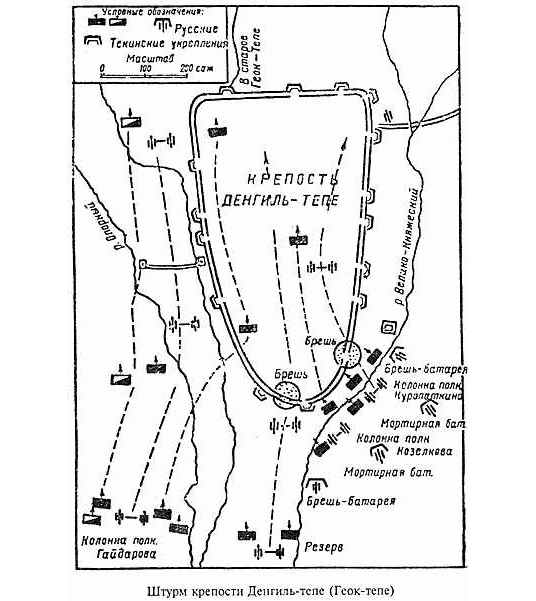 Условные обозначения:
Русские
Текинские укрепления
Масштаб
0 100 200 саж
В старое
Геок-Тепе
КРЕПОСТЬ
ДЕНГИЛЬ-ТЕПЕ
р. Опорный
р Велико-Княжеский
Брешь
Брешь
Брешь-батарея
Колонна полк.
Куропаткина
Мортирная бат.
Колонна полк
Козелкова
Мортирная бат.
Брешь-батарея
Колонна полк.
Гайдарова
Резерв
Штурм крепости Денгиль-тепе (Геок-тепе)